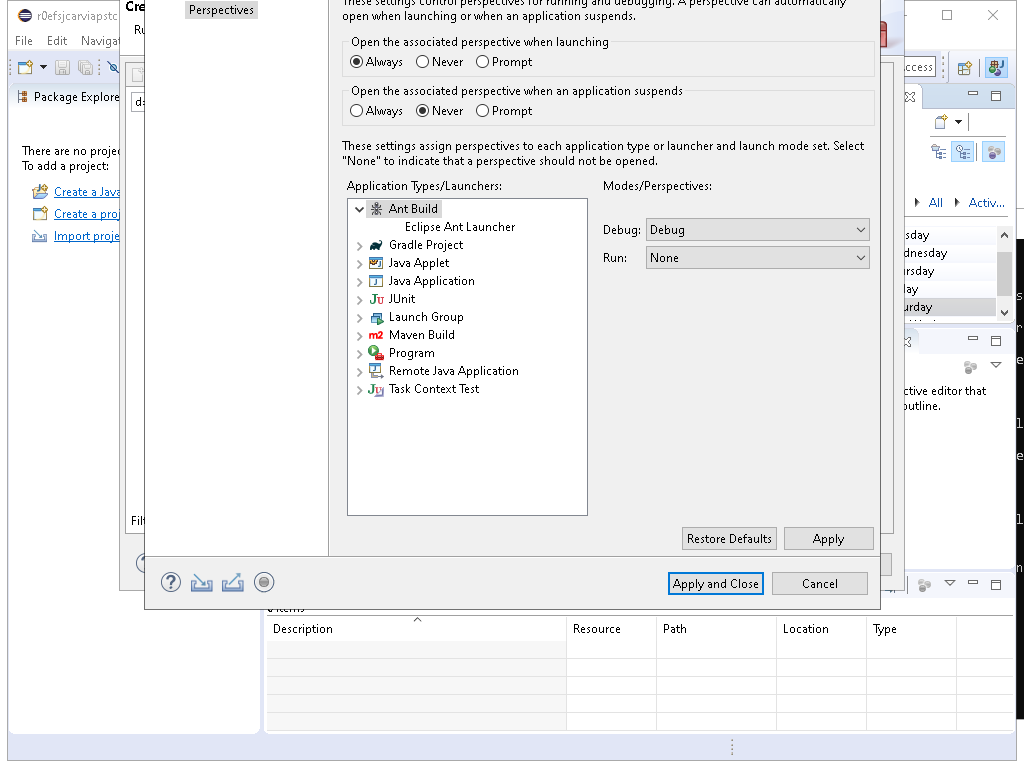 Perspectives
These settings control perspectives for running and debugging. A perspective can automatically
open when launching or when an application suspends.
Open the associated perspective when launching
Always Never Prompt
Open the associated perspective when an application suspends
Always Never Prompt
These settings assign perspectives to each application type or launcher and launch mode set. Select
"None" to indicate that a perspective should not be opened.
Application Types/Launchers:
Modes/Perspectives:
Ant Build
Eclipse Ant Launcher
Gradle Project
Java Applet
Java Application
JUnit
Launch Group
Maven Build
Program
Remote Java Application
Task Context Test
Debug: Debug
Run: None
Restore Defaults Apply
Apply and Close Cancel
r0efsjcarviapstc
File Edit Naviga
Package Explore
There are no proje
To add a project:
Create a Java
Create a proj
Import proje
Cre
Ru
Filt
ccess
All Activ...
sday
dnesday
rsday
day
urday
ctive editor that
outline.
items
Description Resource Path Location Type